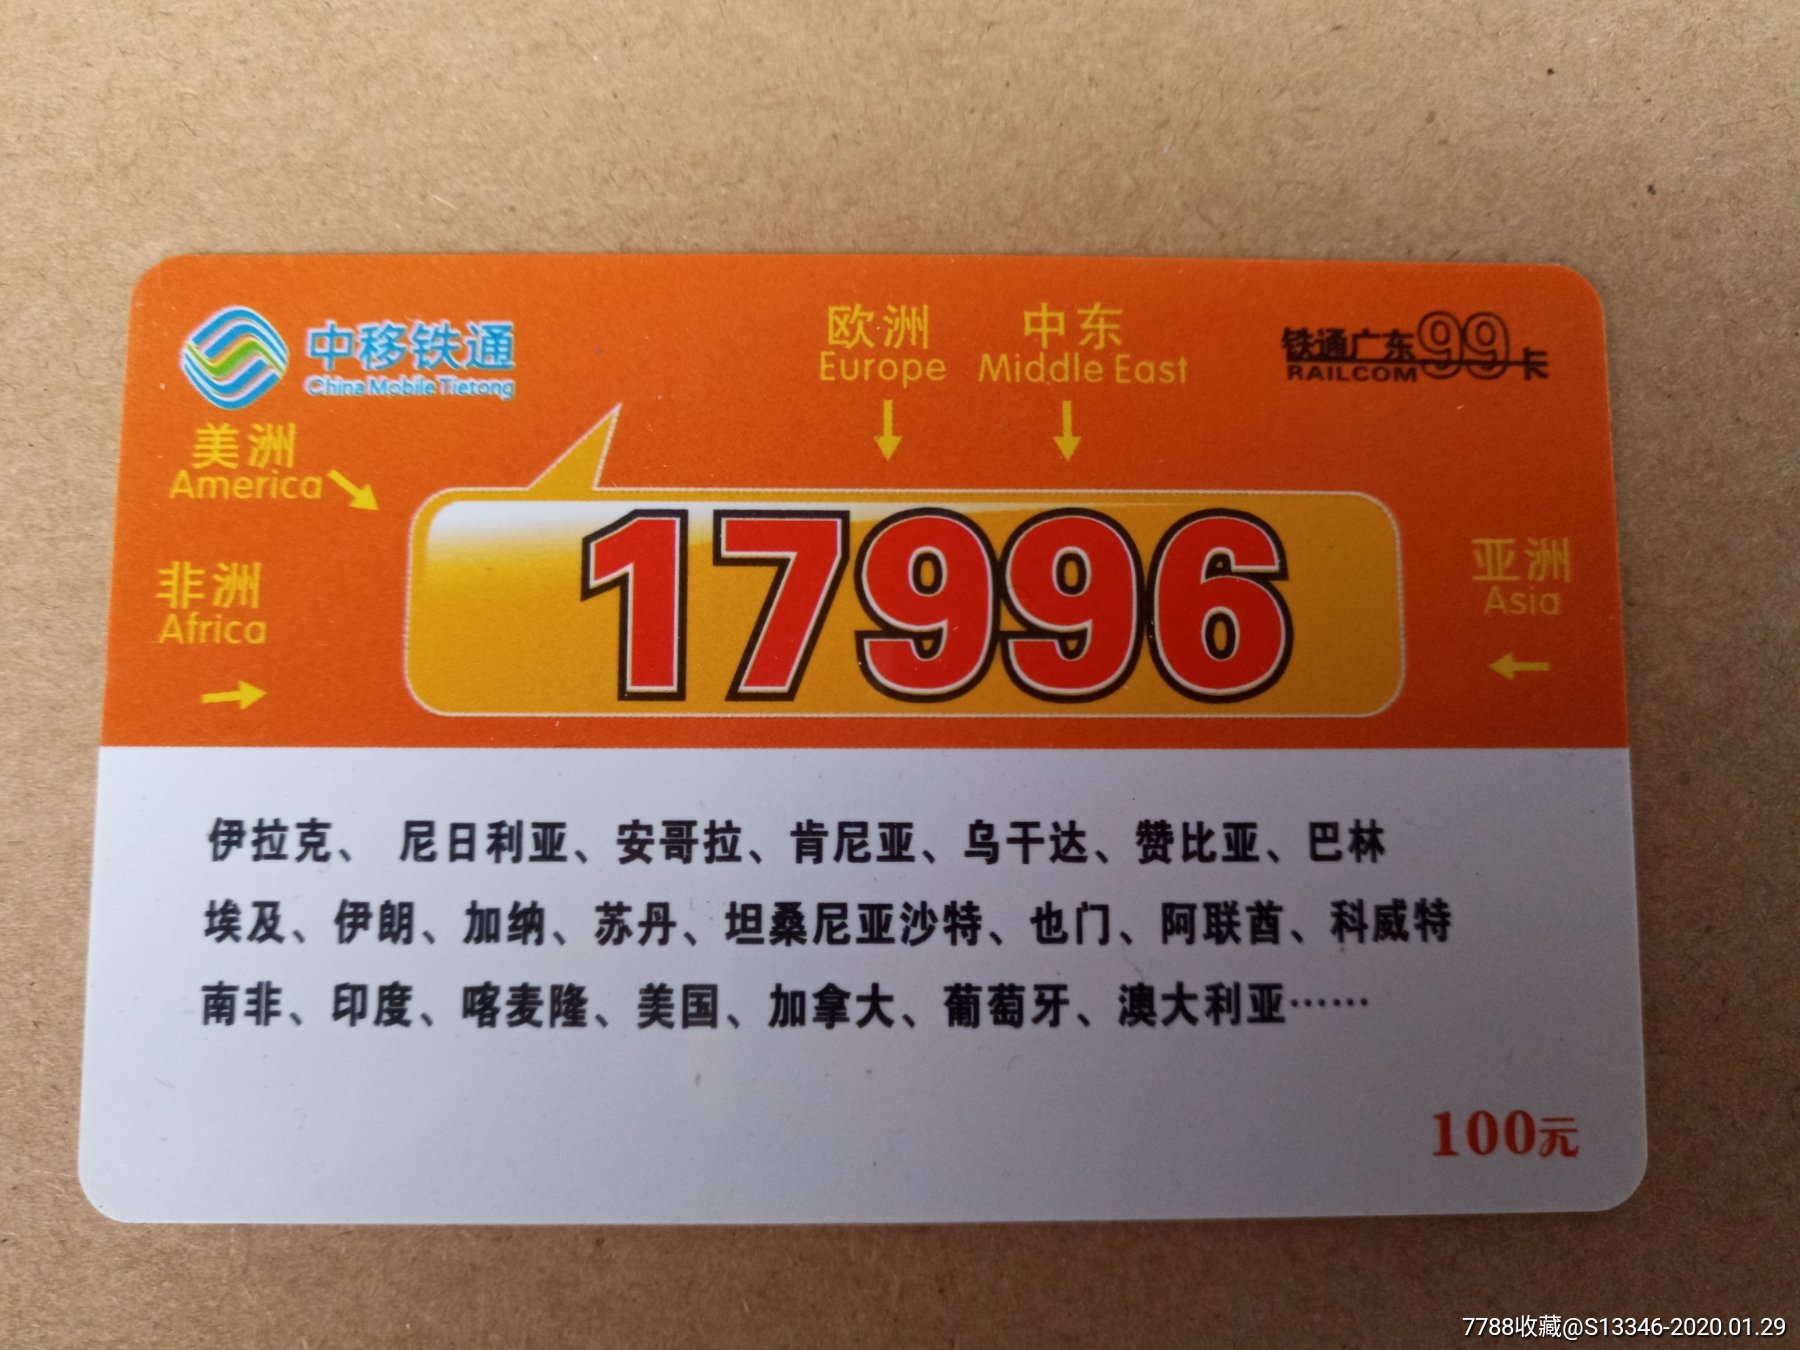 中移铁通
China Mobile Tietong
欧洲
Europe
中东
Middle East
铁通广东99卡
RAILCOM
美洲
America
非洲
Africa
17996
亚洲
Asia
伊拉克、 尼日利亚、安哥拉、肯尼亚、乌干达、赞比亚、巴林
埃及、伊朗、加纳、苏丹、坦桑尼亚沙特、也门、阿联酋、科威特
南非、印度、喀麦隆、美国、加拿大、葡萄牙、澳大利亚……
100元
7788收藏@S13346-2020.01.29